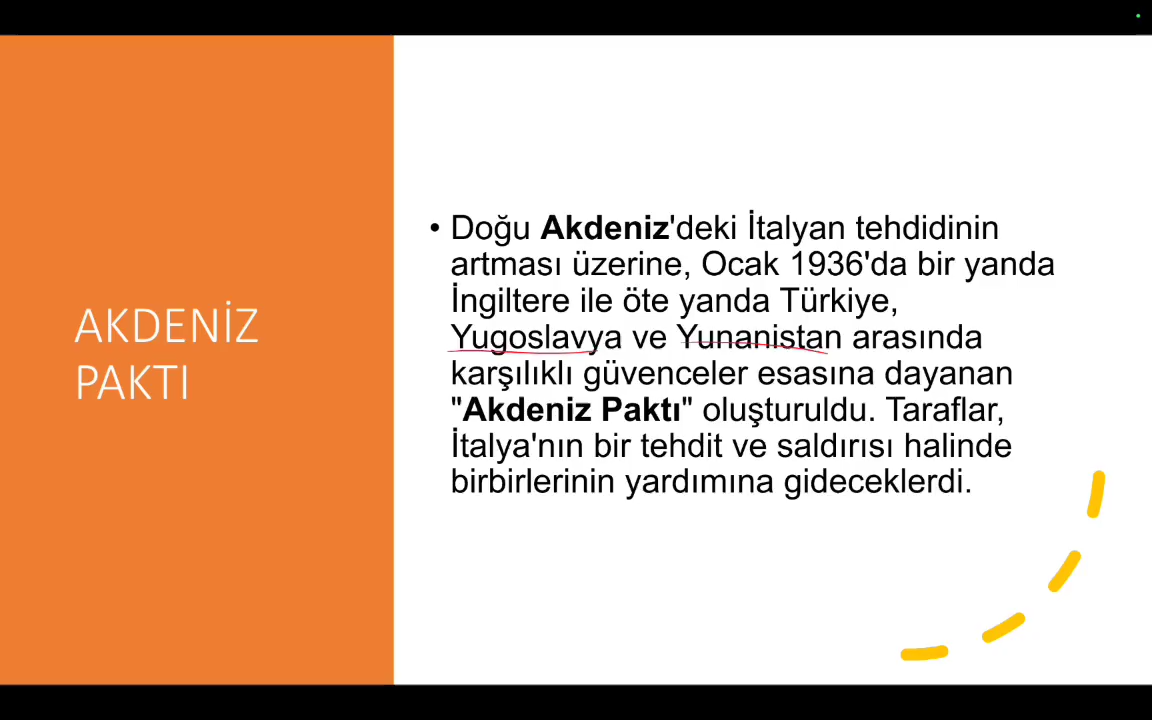 AKDENİZ
PAKTI
• Doğu Akdeniz'deki İtalyan tehdidinin
artması üzerine, Ocak 1936'da bir yanda
İngiltere ile öte yanda Türkiye,
Yugoslavya ve Yunanistan arasında
karşılıklı güvenceler esasına dayanan
"Akdeniz Paktı" oluşturuldu. Taraflar,
İtalya'nın bir tehdit ve saldırısı halinde
birbirlerinin yardımına gideceklerdi.